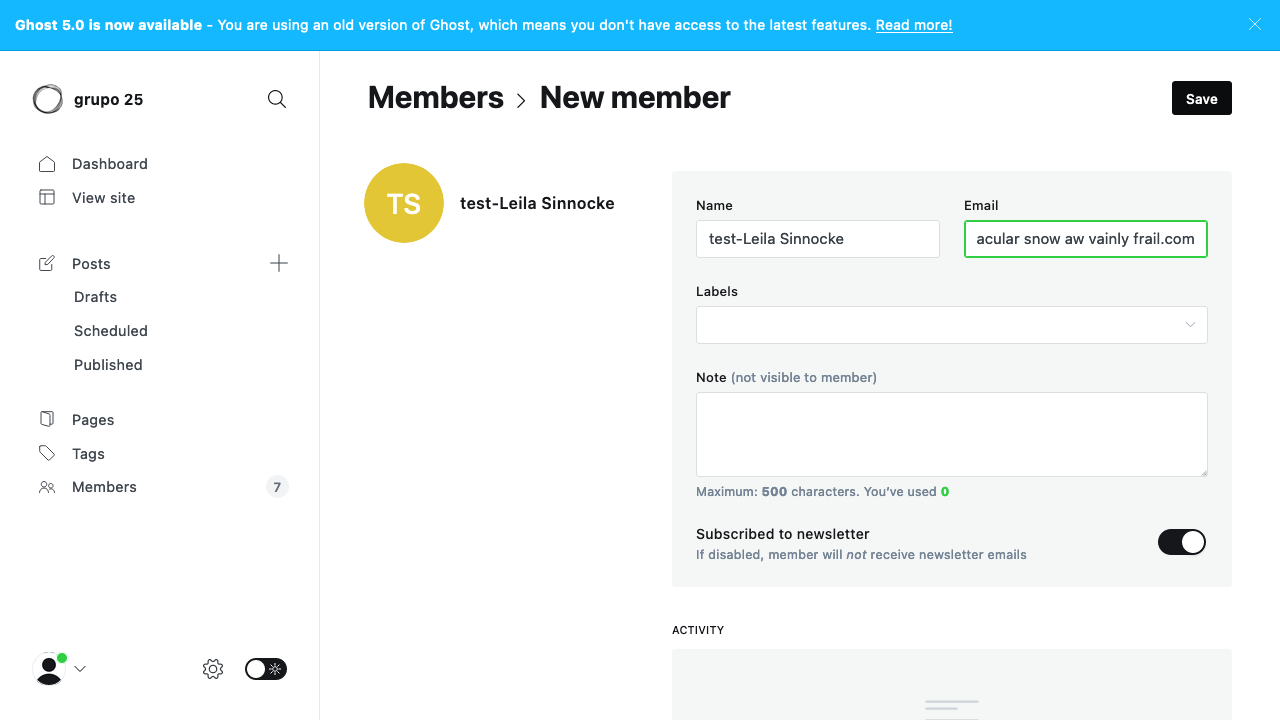 Ghost 5.0 is now available - You are using an old version of Ghost, which means you don't have access to the latest features. Read more!
grupo 25
Dashboard
View site
Posts
Drafts
Scheduled
Published
Pages
Tags
Members 7
Members > New member
Save
TS
test-Leila Sinnocke
Name
test-Leila Sinnocke
Email
acular snow aw vainly frail.com
Labels
Note (not visible to member)
Maximum: 500 characters. You've used 0
Subscribed to newsletter
If disabled, member will not receive newsletter emails
ACTIVITY